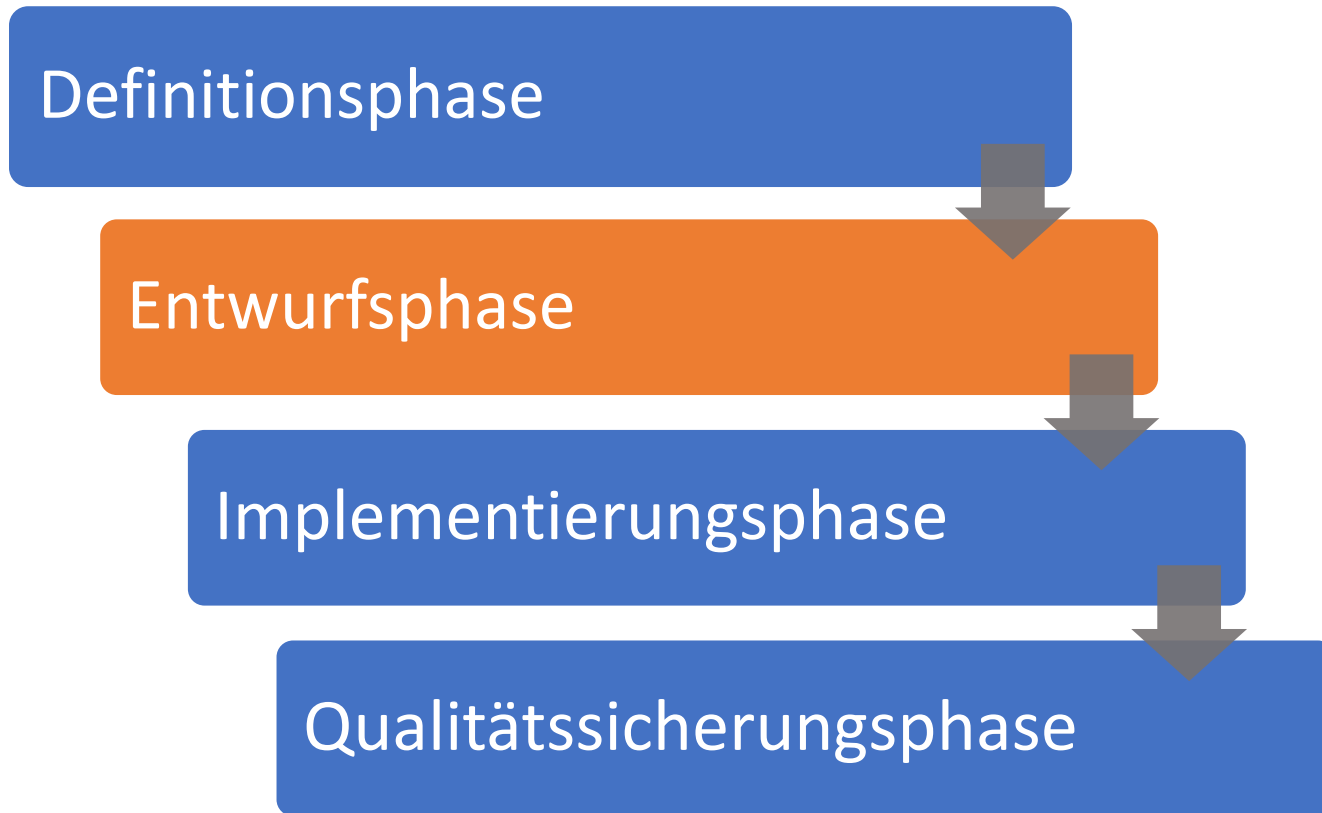 Definitionsphase
Entwurfsphase
Implementierungsphase
Qualitätssicherungsphase